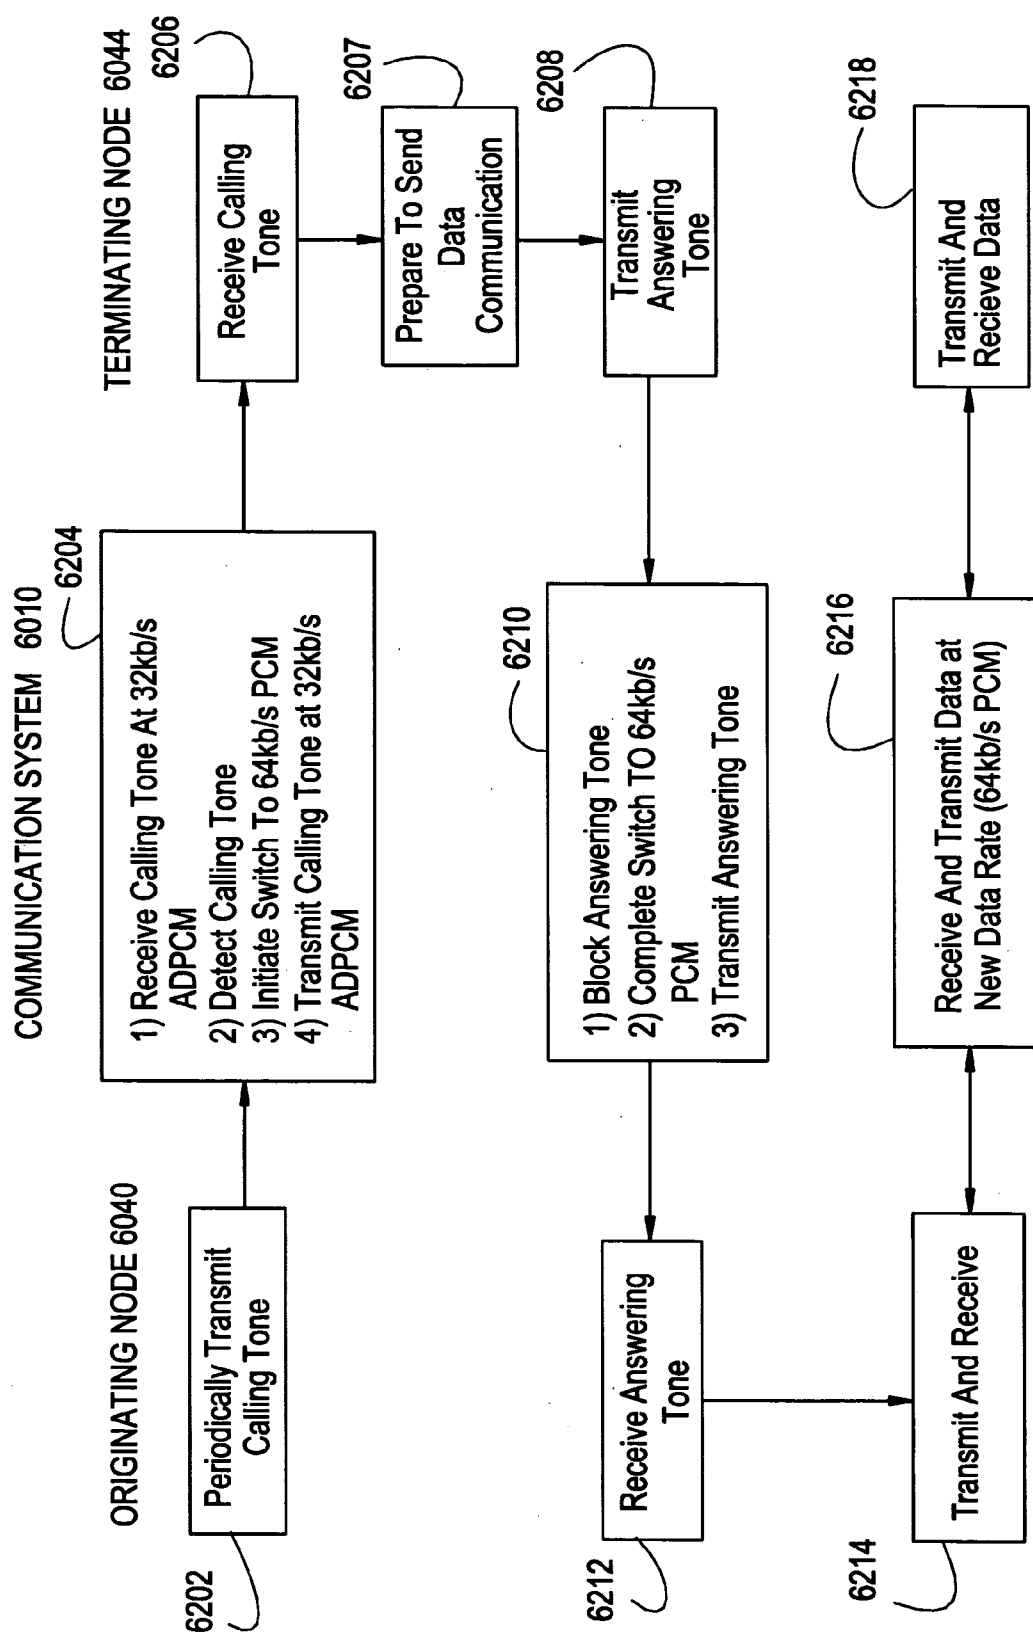 ORIGINATING NODE 6040
COMMUNICATION SYSTEM 6010
TERMINATING NODE 6044
6202
Periodically Transmit
Calling Tone
6204
1) Receive Calling Tone At 32kb/s
ADPCM
2) Detect Calling Tone
3) Initiate Switch To 64kb/s PCM
4) Transmit Calling Tone at 32kb/s
ADPCM
6206
Receive Calling
Tone
6207
Prepare To Send
Data
Communication
6208
Transmit
Answering
Tone
6210
1) Block Answering Tone
2) Complete Switch TO 64kb/s
PCM
3) Transmit Answering Tone
6212
Receive Answering
Tone
6214
Transmit And Receive
6216
Receive And Transmit Data at
New Data Rate (64kb/s PCM)
6218
Transmit And
Recieve Data